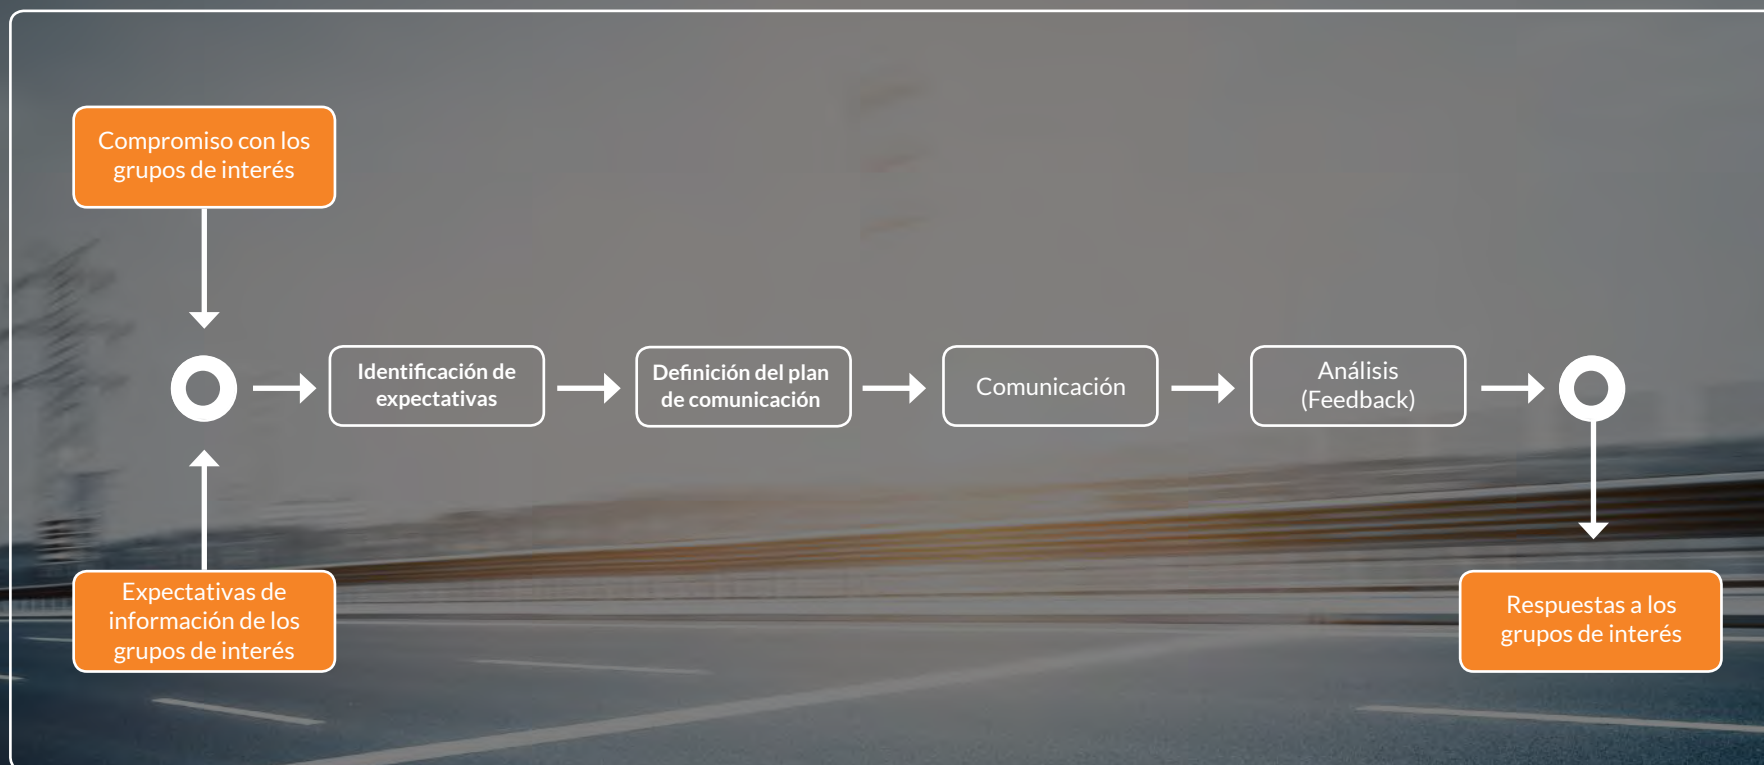 Compromiso con los
grupos de interés
Identificación de
expectativas
Definición del plan
de comunicación
Comunicación
Análisis
(Feedback)
Expectativas de
información de los
grupos de interés
Respuestas a los
grupos de interés